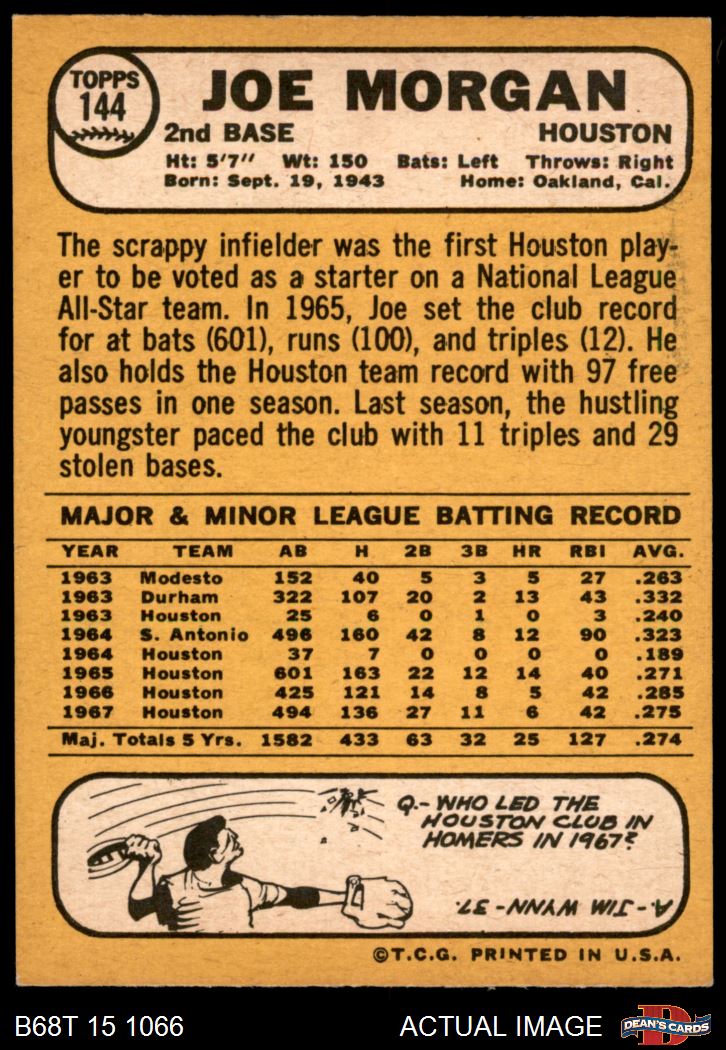 TOPPS
144
JOE MORGAN
2nd BASE HOUSTON
Ht: 5'7" Wt: 150 Bats: Left Throws: Right
Born: Sept. 19, 1943 Home: Oakland, Cal.
The scrappy infielder was the first Houston play-
er to be voted as a starter on a National League
All-Star team. In 1965, Joe set the club record
for at bats (601), runs (100), and triples (12). He
also holds the Houston team record with 97 free
passes in one season. Last season, the hustling
youngster paced the club with 11 triples and 29
stolen bases.
MAJOR & MINOR LEAGUE BATTING RECORD
YEAR TEAM AB H 2B 3B HR RBI AVG.
1963 Modesto 152 40 5 3 5 27 .263
1963 Durham 322 107 20 2 13 43 .332
1963 Houston 25 6 0 1 0 3 .240
1964 S. Antonio 496 160 42 8 12 90 .323
1964 Houston 37 7 0 0 0 0 .189
1965 Houston 601 163 22 12 14 40 .271
1966 Houston 425 121 14 8 5 42 .285
1967 Houston 494 136 27 11 6 42 .275
Maj. Totals 5 Yrs. 1582 433 63 32 25 127 .274
Q.- WHO LED THE
HOUSTON CLUB IN
HOMERS IN 1967?
A.- JIM WYNN - 37.
©T.C.G. PRINTED IN U.S.A.
B68T 15 1066 ACTUAL IMAGE
D
DEAN'S CARDS